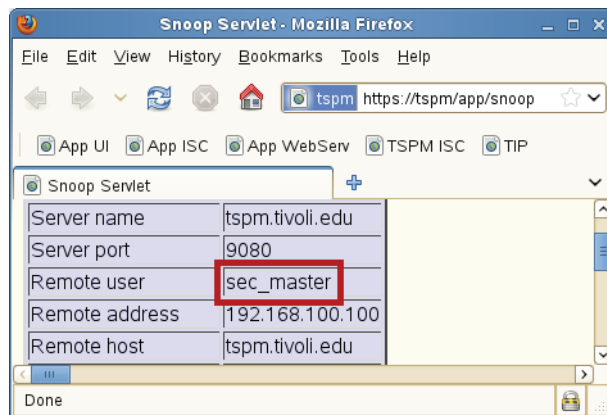 Snoop Servlet - Mozilla Firefox
File Edit View History Bookmarks Tools Help
tspm https://tspm/app/snoop
App UI App ISC App WebServ TSPM ISC TIP
Snoop Servlet
Server name tspm.tivoli.edu
Server port 9080
Remote user sec_master
Remote address 192.168.100.100
Remote host tspm.tivoli.edu
Done